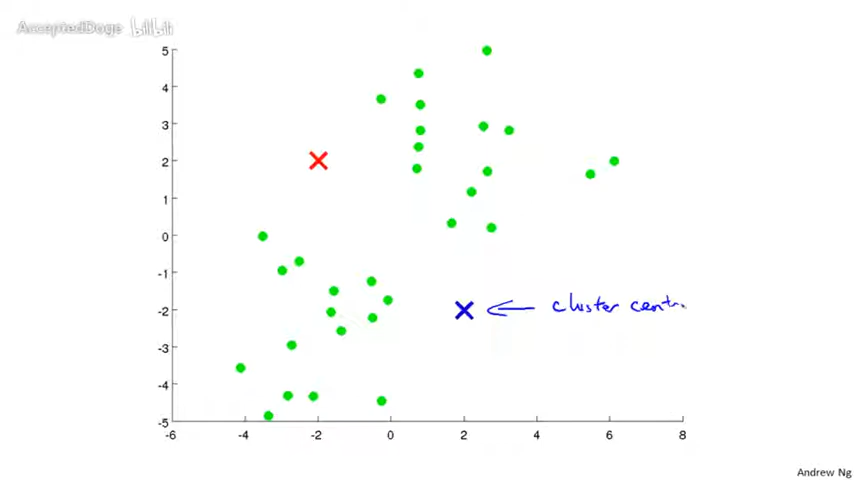 AcceptedDoge bilibili
5
4
3
2
1
0
-1
-2
cluster centr
-3
-4
-5
-6 -4 -2 0 2 4 6 8
Andrew Ng